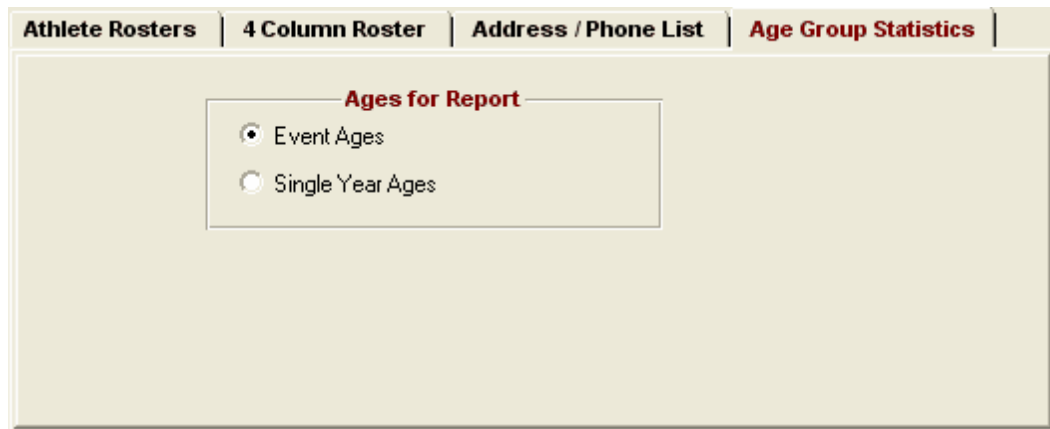 Athlete Rosters 4 Column Roster Address / Phone List Age Group Statistics
Ages for Report
Event Ages
Single Year Ages